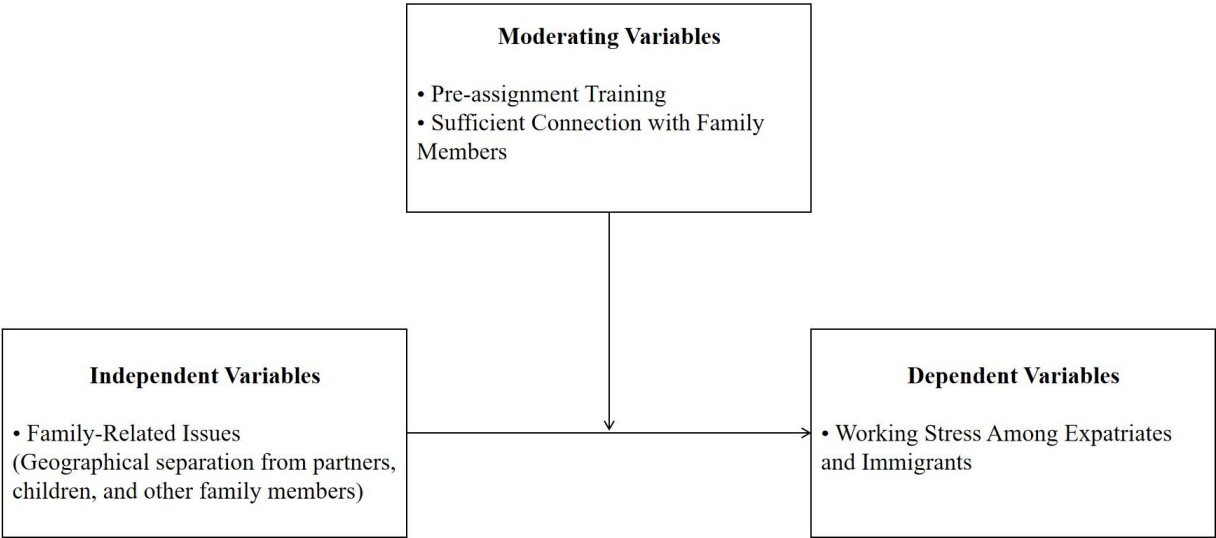 Moderating Variables
• Pre-assignment Training
• Sufficient Connection with Family
Members
Independent Variables
• Family-Related Issues
(Geographical separation from partners,
children, and other family members)
Dependent Variables
• Working Stress Among Expatriates
and Immigrants